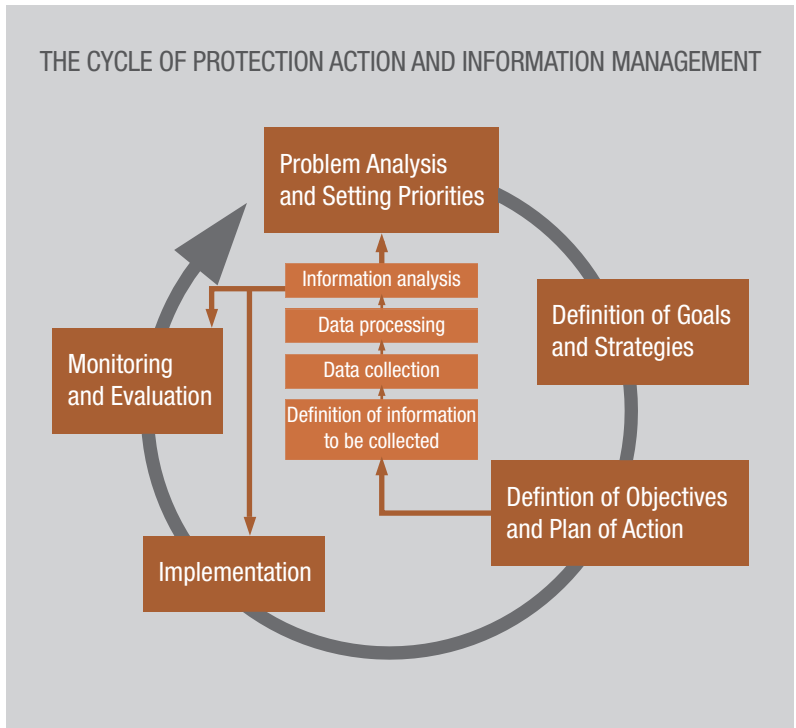 THE CYCLE OF PROTECTION ACTION AND INFORMATION MANAGEMENT
Problem Analysis
and Setting Priorities
Information analysis
Data processing
Data collection
Definition of information
to be collected
Definition of Goals
and Strategies
Defintion of Objectives
and Plan of Action
Implementation
Monitoring
and Evaluation